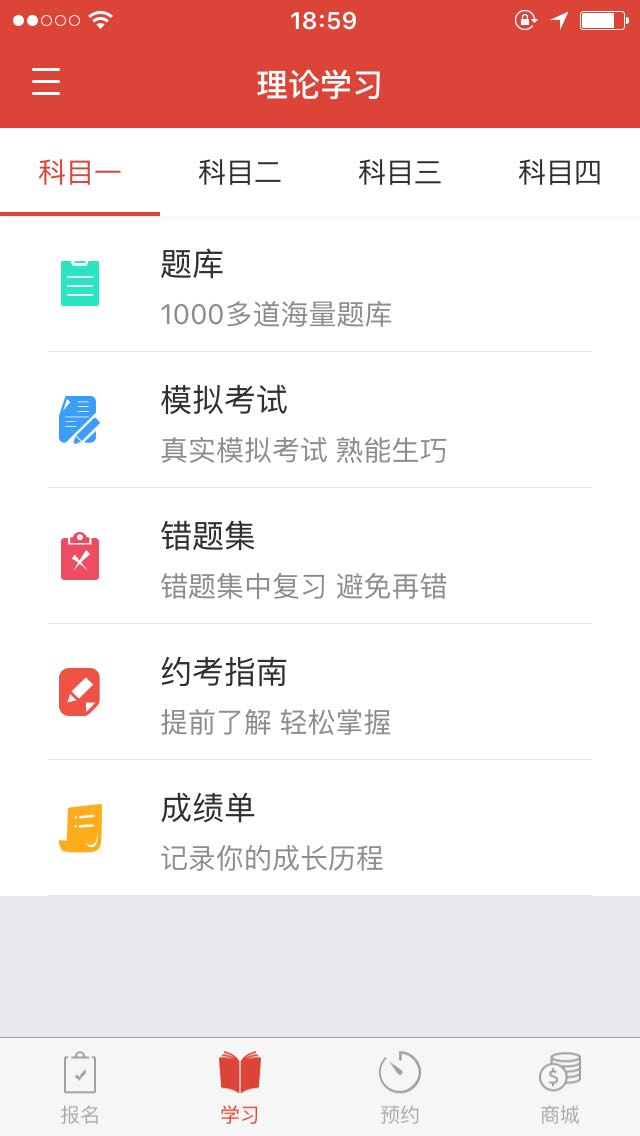 18:59
理论学习
科目一 科目二 科目三 科目四
题库
1000多道海量题库
模拟考试
真实模拟考试 熟能生巧
错题集
错题集中复习 避免再错
约考指南
提前了解 轻松掌握
成绩单
记录你的成长历程
报名 学习 预约 商城